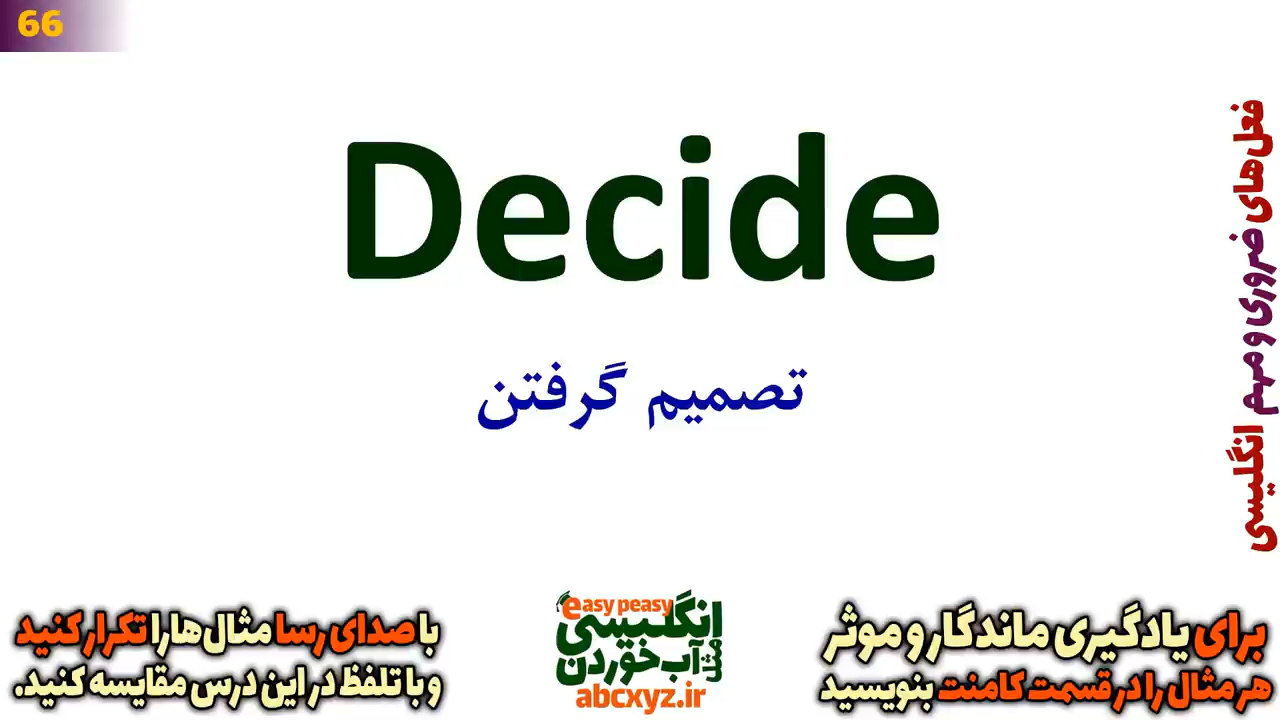 66
Decide
تصمیم گرفتن
فعل‌های ضروری و مهم انگلیسی
برای یادگیری ماندگار و موثر
هر مثال را در قسمت کامنت بنویسید
easy peasy
انگلیسی
مثل آب خوردن
abcxyz.ir
با صدای رسا مثال‌ها را تکرار کنید
و با تلفظ در این درس مقایسه کنید.